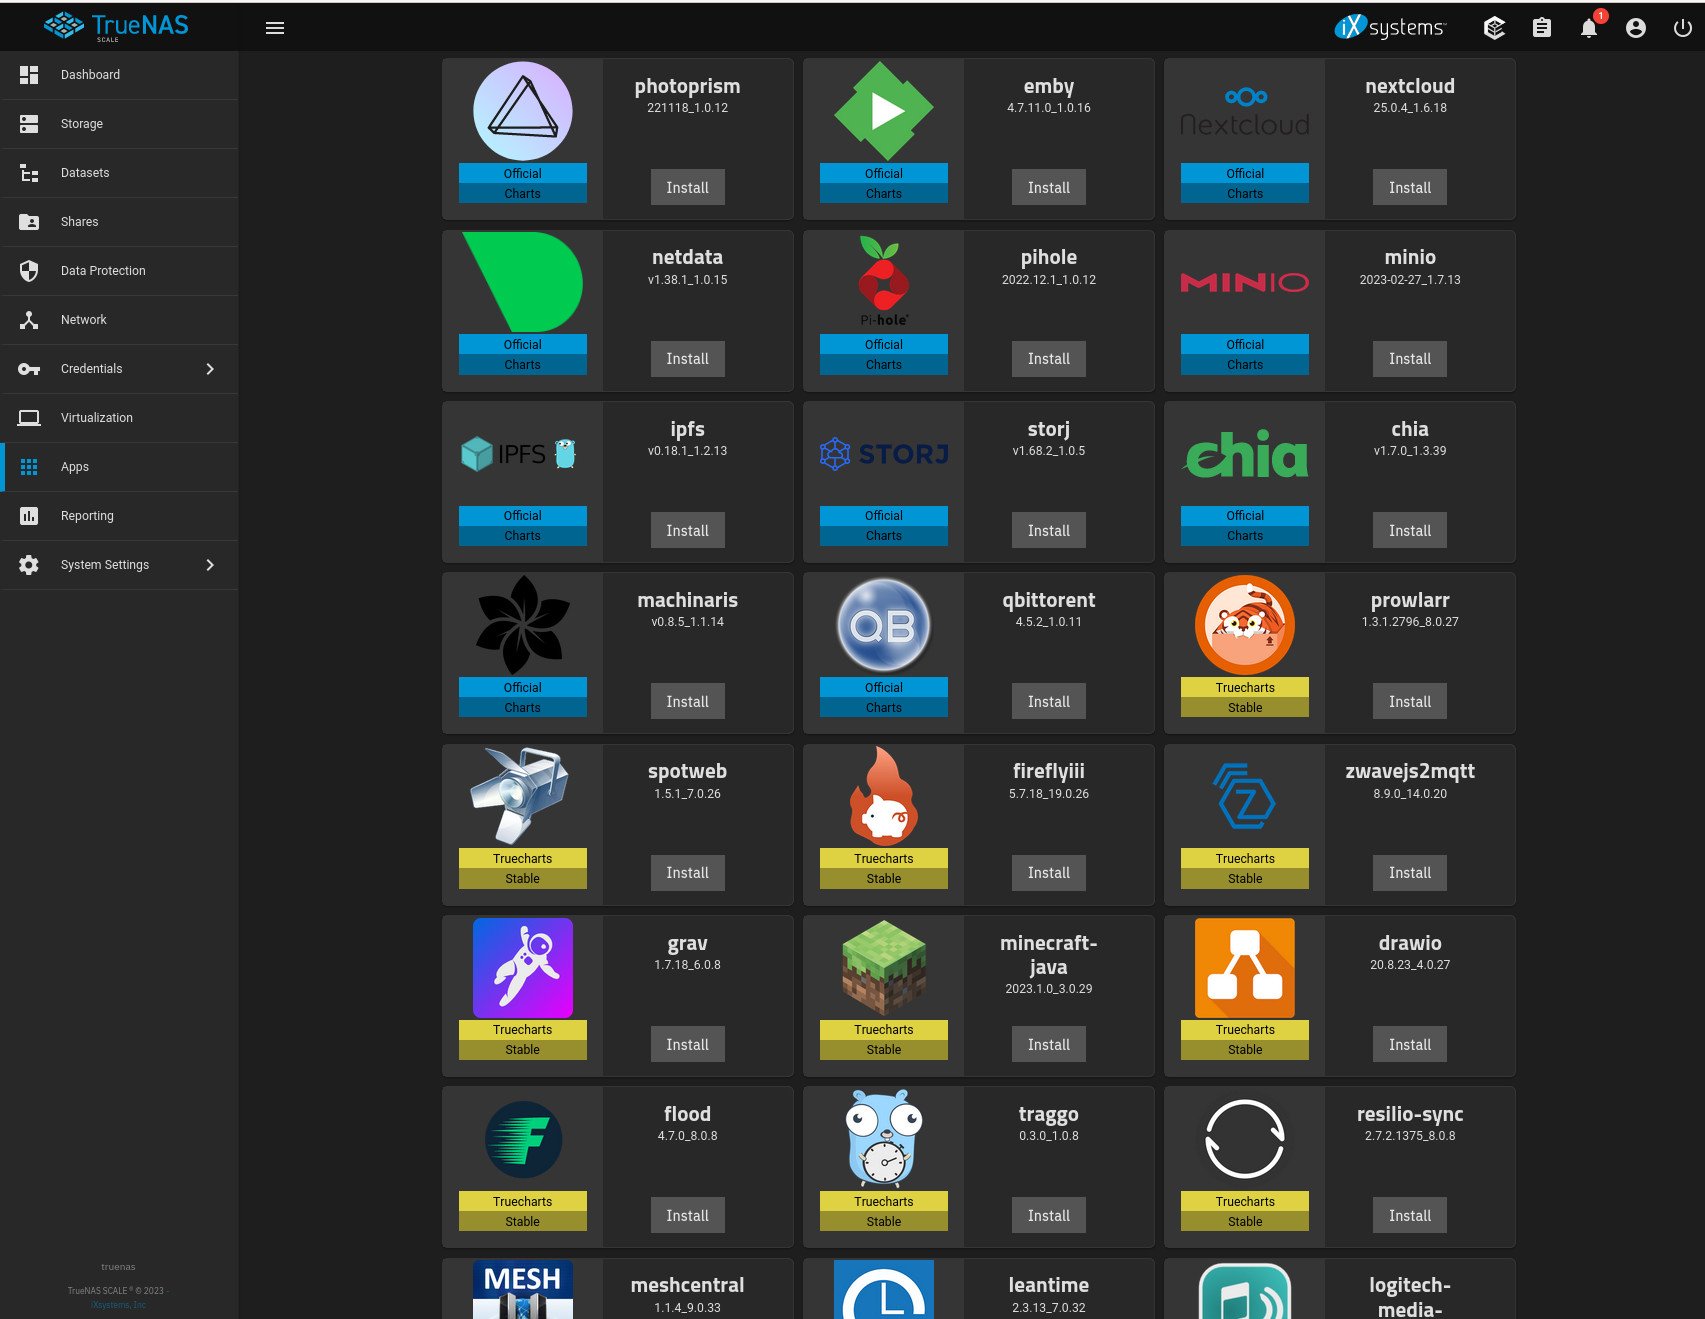 TrueNAS
SCALE
iXsystems
1
Dashboard
Storage
Datasets
Shares
Data Protection
Network
Credentials
Virtualization
Apps
Reporting
System Settings
truenas
TrueNAS SCALE ® © 2023 -
iXsystems, Inc
photoprism
221118_1.0.12
Official
Charts
Install
emby
4.7.11.0_1.0.16
Official
Charts
Install
Nextcloud
nextcloud
25.0.4_1.6.18
Official
Charts
Install
netdata
v1.38.1_1.0.15
Official
Charts
Install
Pi-hole®
pihole
2022.12.1_1.0.12
Official
Charts
Install
MINIO
minio
2023-02-27_1.7.13
Official
Charts
Install
IPFS
ipfs
v0.18.1_1.2.13
Official
Charts
Install
STORJ
storj
v1.68.2_1.0.5
Official
Charts
Install
chia
chia
v1.7.0_1.3.39
Official
Charts
Install
machinaris
v0.8.5_1.1.14
Official
Charts
Install
QB
qbittorent
4.5.2_1.0.11
Official
Charts
Install
prowlarr
1.3.1.2796_8.0.27
Truecharts
Stable
Install
spotweb
1.5.1_7.0.26
Truecharts
Stable
Install
fireflyiii
5.7.18_19.0.26
Truecharts
Stable
Install
Z
zwavejs2mqtt
8.9.0_14.0.20
Truecharts
Stable
Install
grav
1.7.18_6.0.8
Truecharts
Stable
Install
minecraft-
java
2023.1.0_3.0.29
Truecharts
Stable
Install
drawio
20.8.23_4.0.27
Truecharts
Stable
Install
F
flood
4.7.0_8.0.8
Truecharts
Stable
Install
traggo
0.3.0_1.0.8
Truecharts
Stable
Install
resilio-sync
2.7.2.1375_8.0.8
Truecharts
Stable
Install
MESH
meshcentral
1.1.4_9.0.33
leantime
2.3.13_7.0.32
logitech-
media-